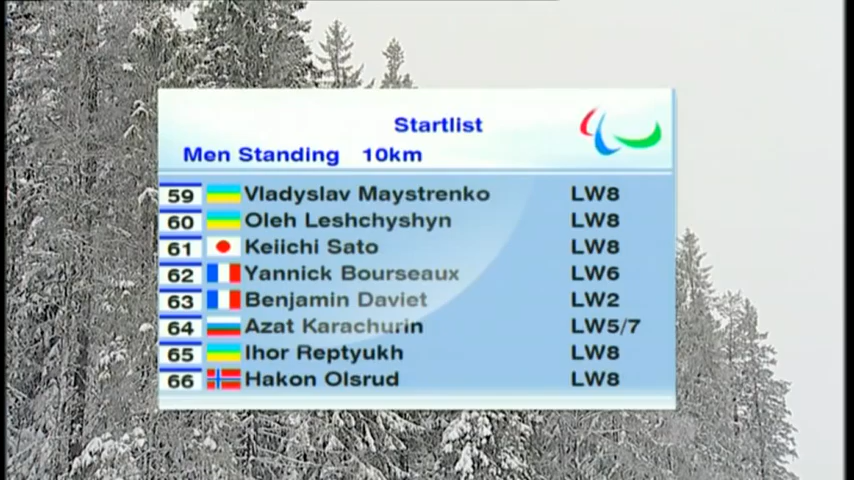 Startlist
Men Standing 10km
59 Vladyslav Maystrenko LW8
60 Oleh Leshchyshyn LW8
61 Keiichi Sato LW8
62 Yannick Bourseaux LW6
63 Benjamin Daviet LW2
64 Azat Karachurin LW5/7
65 Ihor Reptyukh LW8
66 Hakon Olsrud LW8